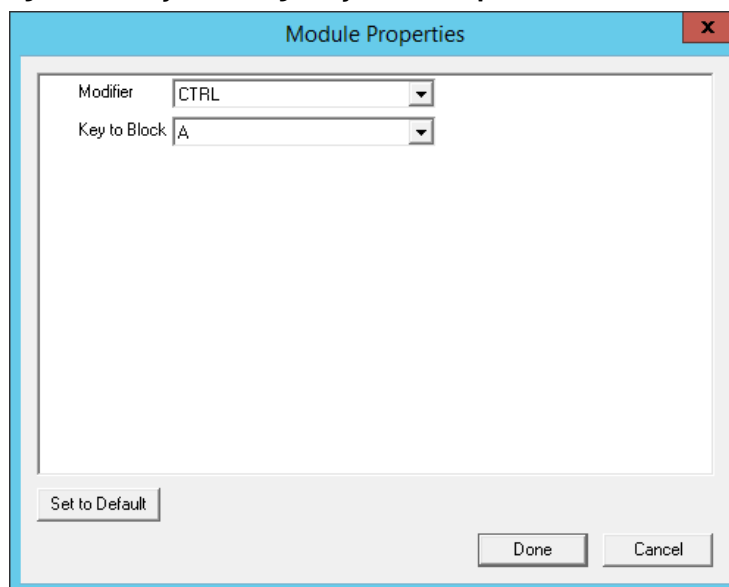 Module Properties
x
Modifier CTRL
Key to Block A
Set to Default
Done Cancel